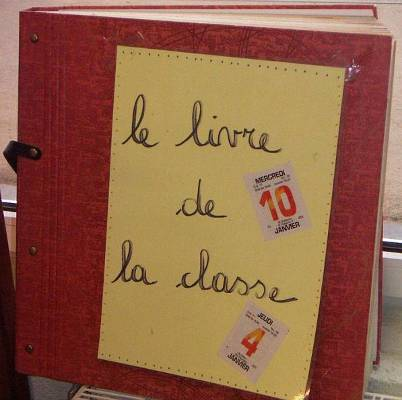 le livre
de
la classe
MERCREDI
10
JANVIER
JEUDI
4
JANVIER